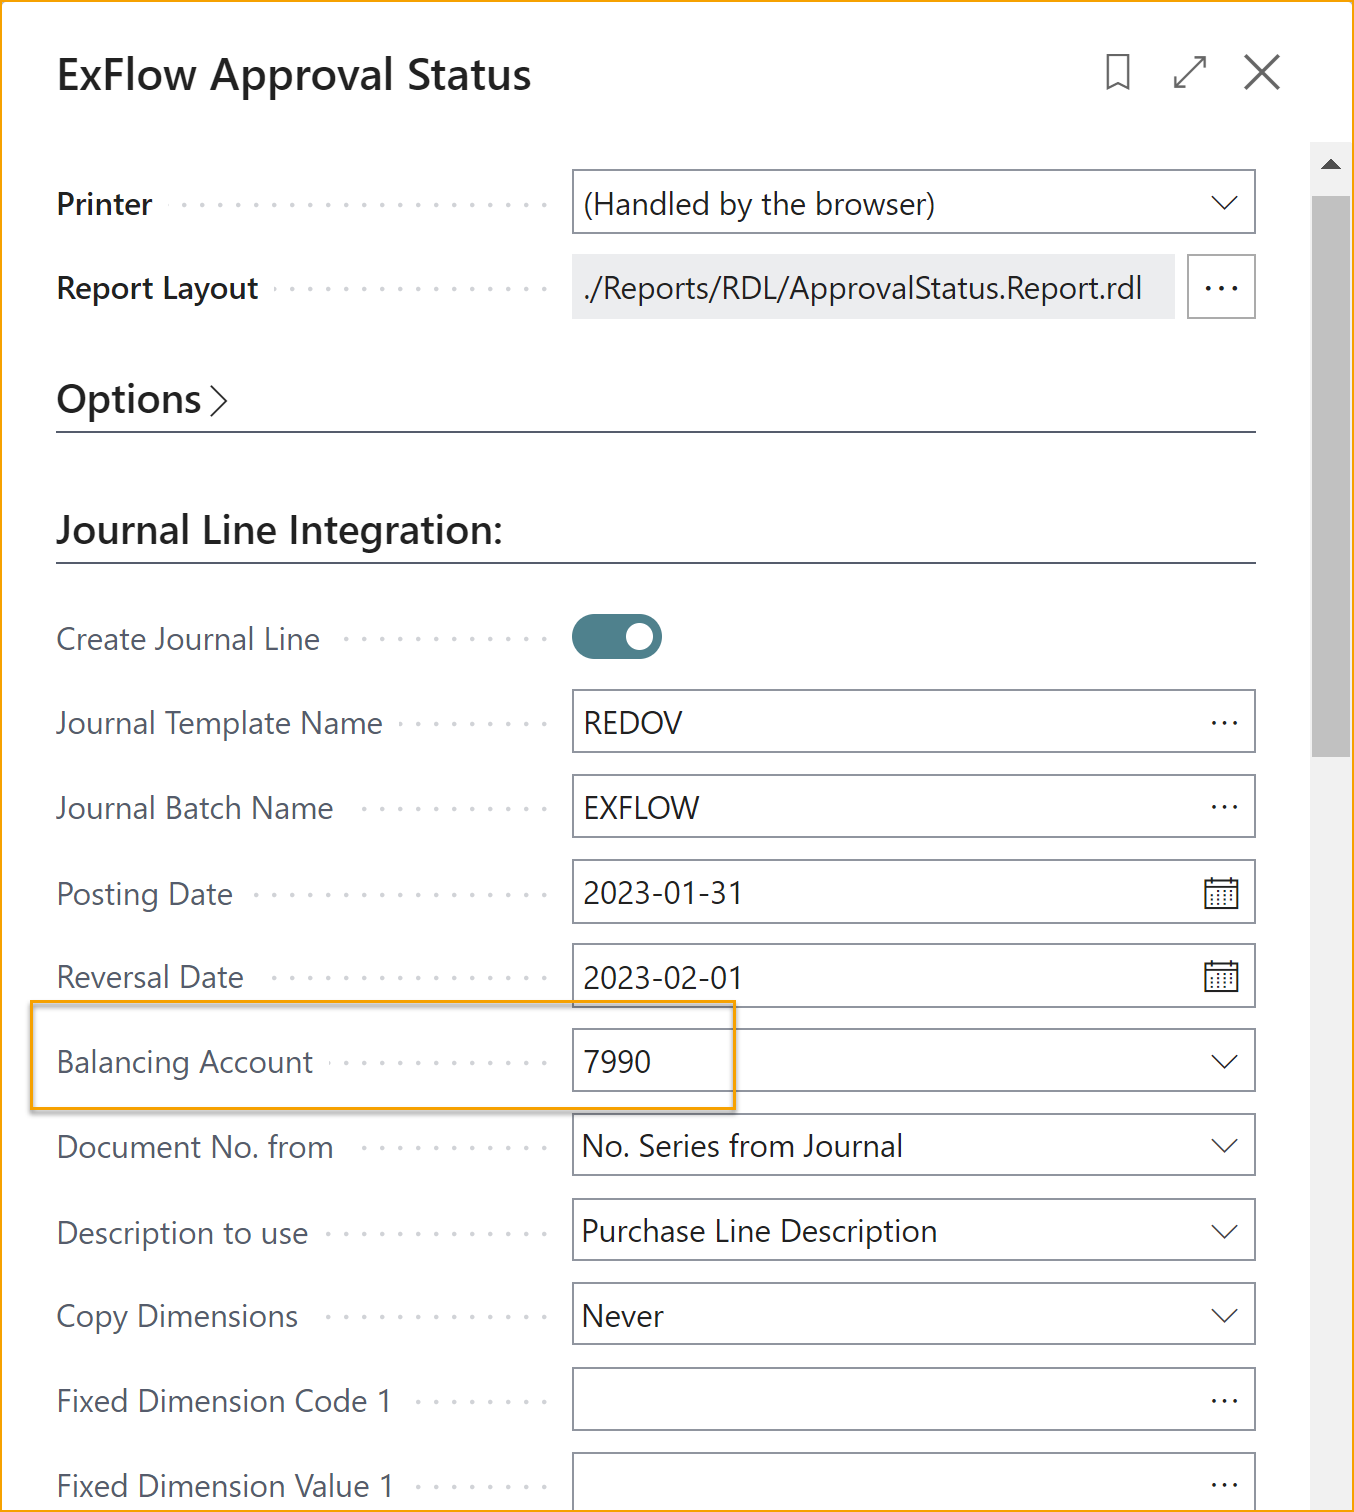 ExFlow Approval Status
Printer (Handled by the browser)
Report Layout ./Reports/RDL/ApprovalStatus.Report.rdl
Options
Journal Line Integration:
Create Journal Line
Journal Template Name REDOV
Journal Batch Name EXFLOW
Posting Date 2023-01-31
Reversal Date 2023-02-01
Balancing Account 7990
Document No. from No. Series from Journal
Description to use Purchase Line Description
Copy Dimensions Never
Fixed Dimension Code 1
Fixed Dimension Value 1